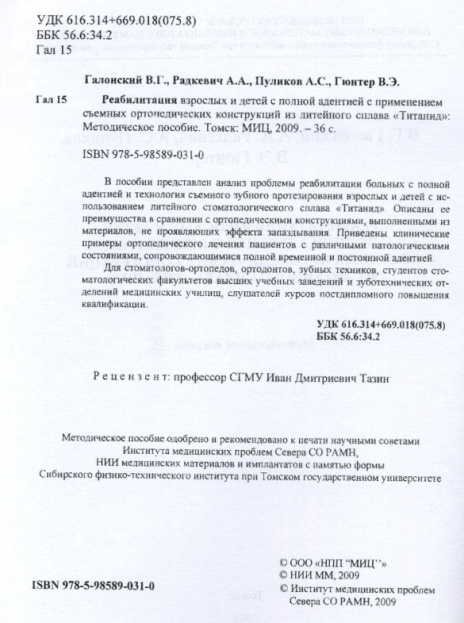 УДК 616.314+669.018(075.8)
ББК 56.6:34.2
Гал 15
Галонский В.Г., Радкевич А.А., Пуликов А.С., Гюнтер В.Э.
Гал 15 Реабилитация взрослых и детей с полной адентией с применением
съемных ортопедических конструкций из литейного сплава «Титанид»:
Методическое пособие. Томск: МИЦ, 2009. – 36 с.
ISBN 978-5-98589-031-0
В пособии представлен анализ проблемы реабилитации больных с полной
адентией и технология съемного зубного протезирования взрослых и детей с ис-
пользованием литейного стоматологического сплава «Титанид». Описаны ее
преимущества в сравнении с ортопедическими конструкциями, выполненными из
материалов, не проявляющих эффекта запаздывания. Приведены клинические
примеры ортопедического лечения пациентов с различными патологическими
состояниями, сопровождающимися полной временной и постоянной адентией.
Для стоматологов-ортопедов, ортодонтов, зубных техников, студентов сто-
матологических факультетов высших учебных заведений и зуботехнических от-
делений медицинских училищ, слушателей курсов постдипломного повышения
квалификации.
УДК 616.314+669.018(075.8)
ББК 56.6:34.2
Рецензент: профессор СГМУ Иван Дмитриевич Тазин
Методическое пособие одобрено и рекомендовано к печати научными советами
Института медицинских проблем Севера СО РАМН,
НИИ медицинских материалов и имплантатов с памятью формы
Сибирского физико-технического института при Томском государственном университете
© ООО «НПП "МИЦ"»
© НИИ ММ, 2009
ISBN 978-5-98589-031-0
© Институт медицинских проблем
Севера СО РАМН, 2009